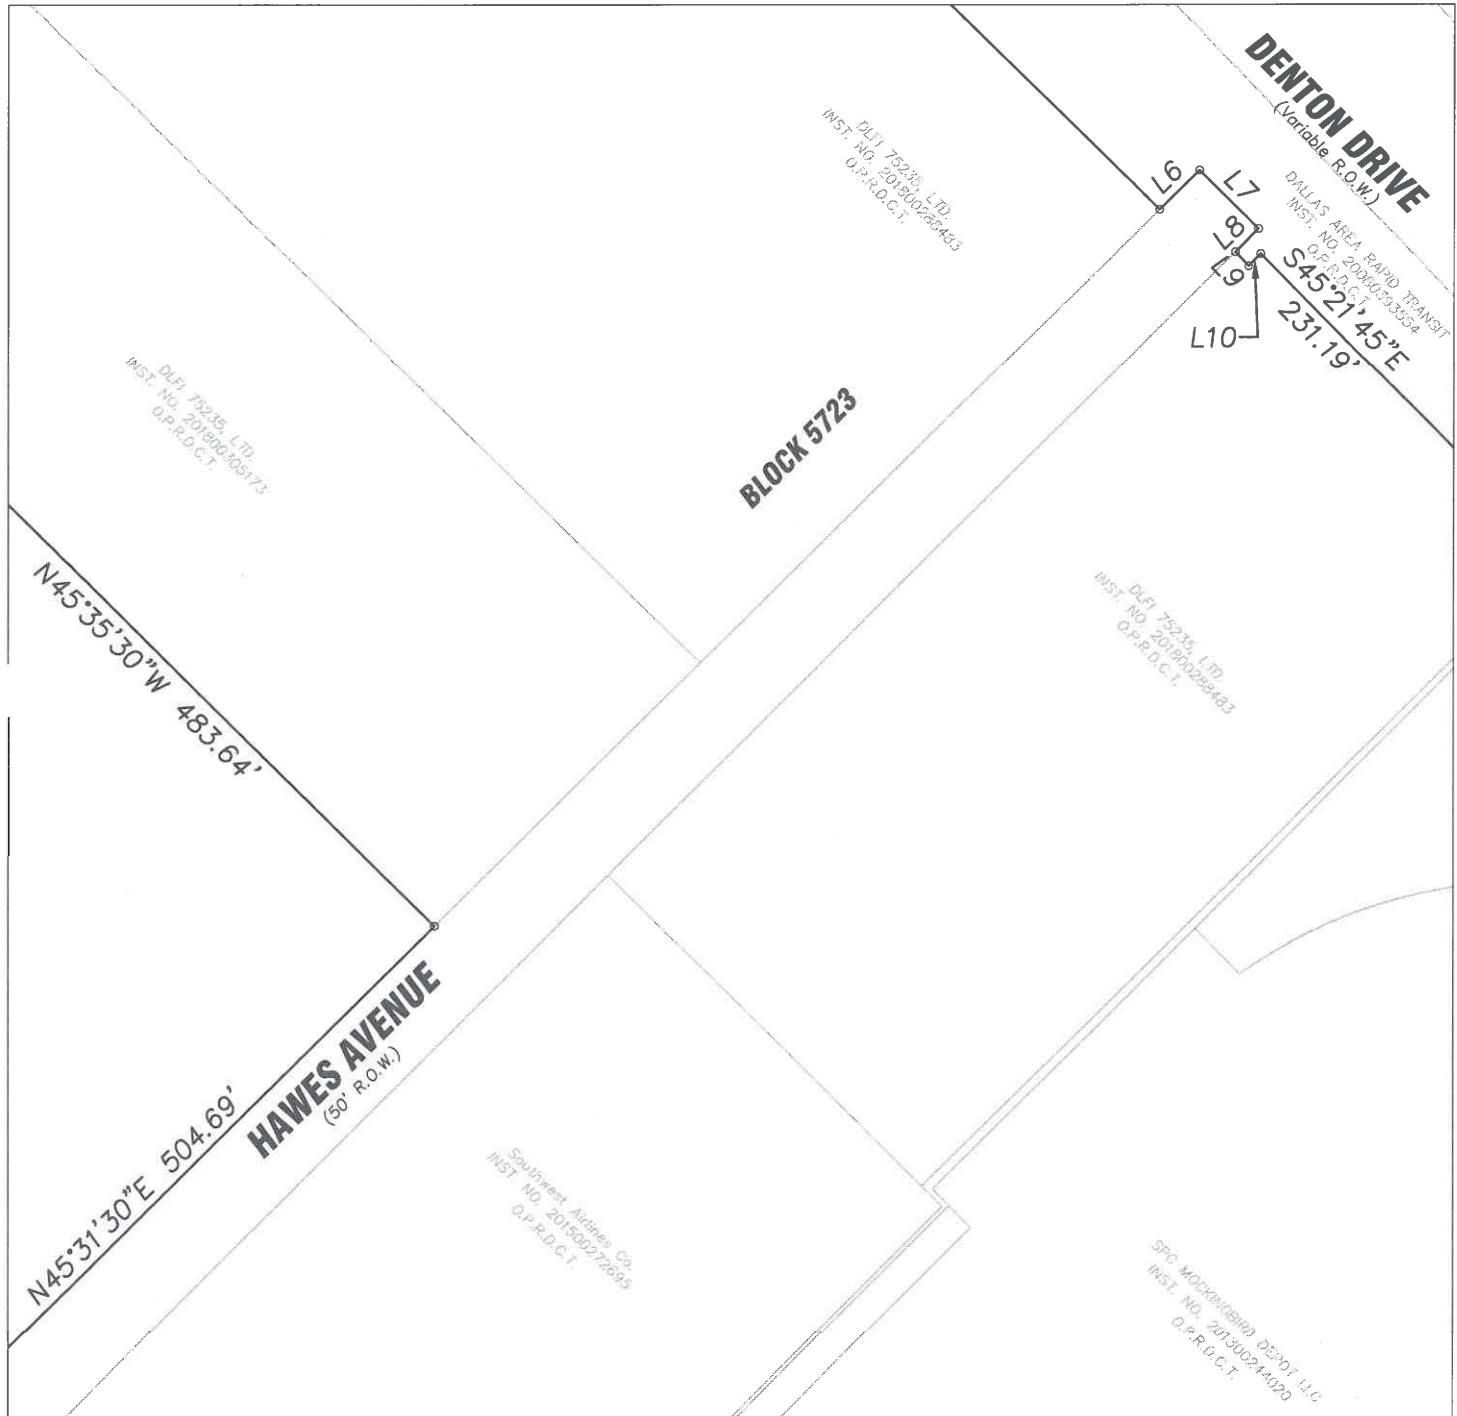 DENTON DRIVE
(Variable R.O.W.)
DALLAS AREA RAPID TRANSIT
INST. NO. 20060393554
O.P.R.D.C.T.
DLFI 75235, LTD.
INST. NO. 201800288483
O.P.R.D.C.T.
L6
L7
L8
L9
L10
S45°21'45"E
231.19'
DLFI 75235, LTD.
INST. NO. 201800305173
O.P.R.D.C.T.
BLOCK 5723
N45°35'30"W 483.64'
DLFI 75235, LTD.
INST. NO. 201800288483
O.P.R.D.C.T.
HAWES AVENUE
(50' R.O.W.)
N45°31'30"E 504.69'
Southwest Airlines Co.
INST. NO. 201500272695
O.P.R.D.C.T.
SPC MOCKINGBIRD DEPOT LLC
INST. NO. 201300244020
O.P.R.D.C.T.